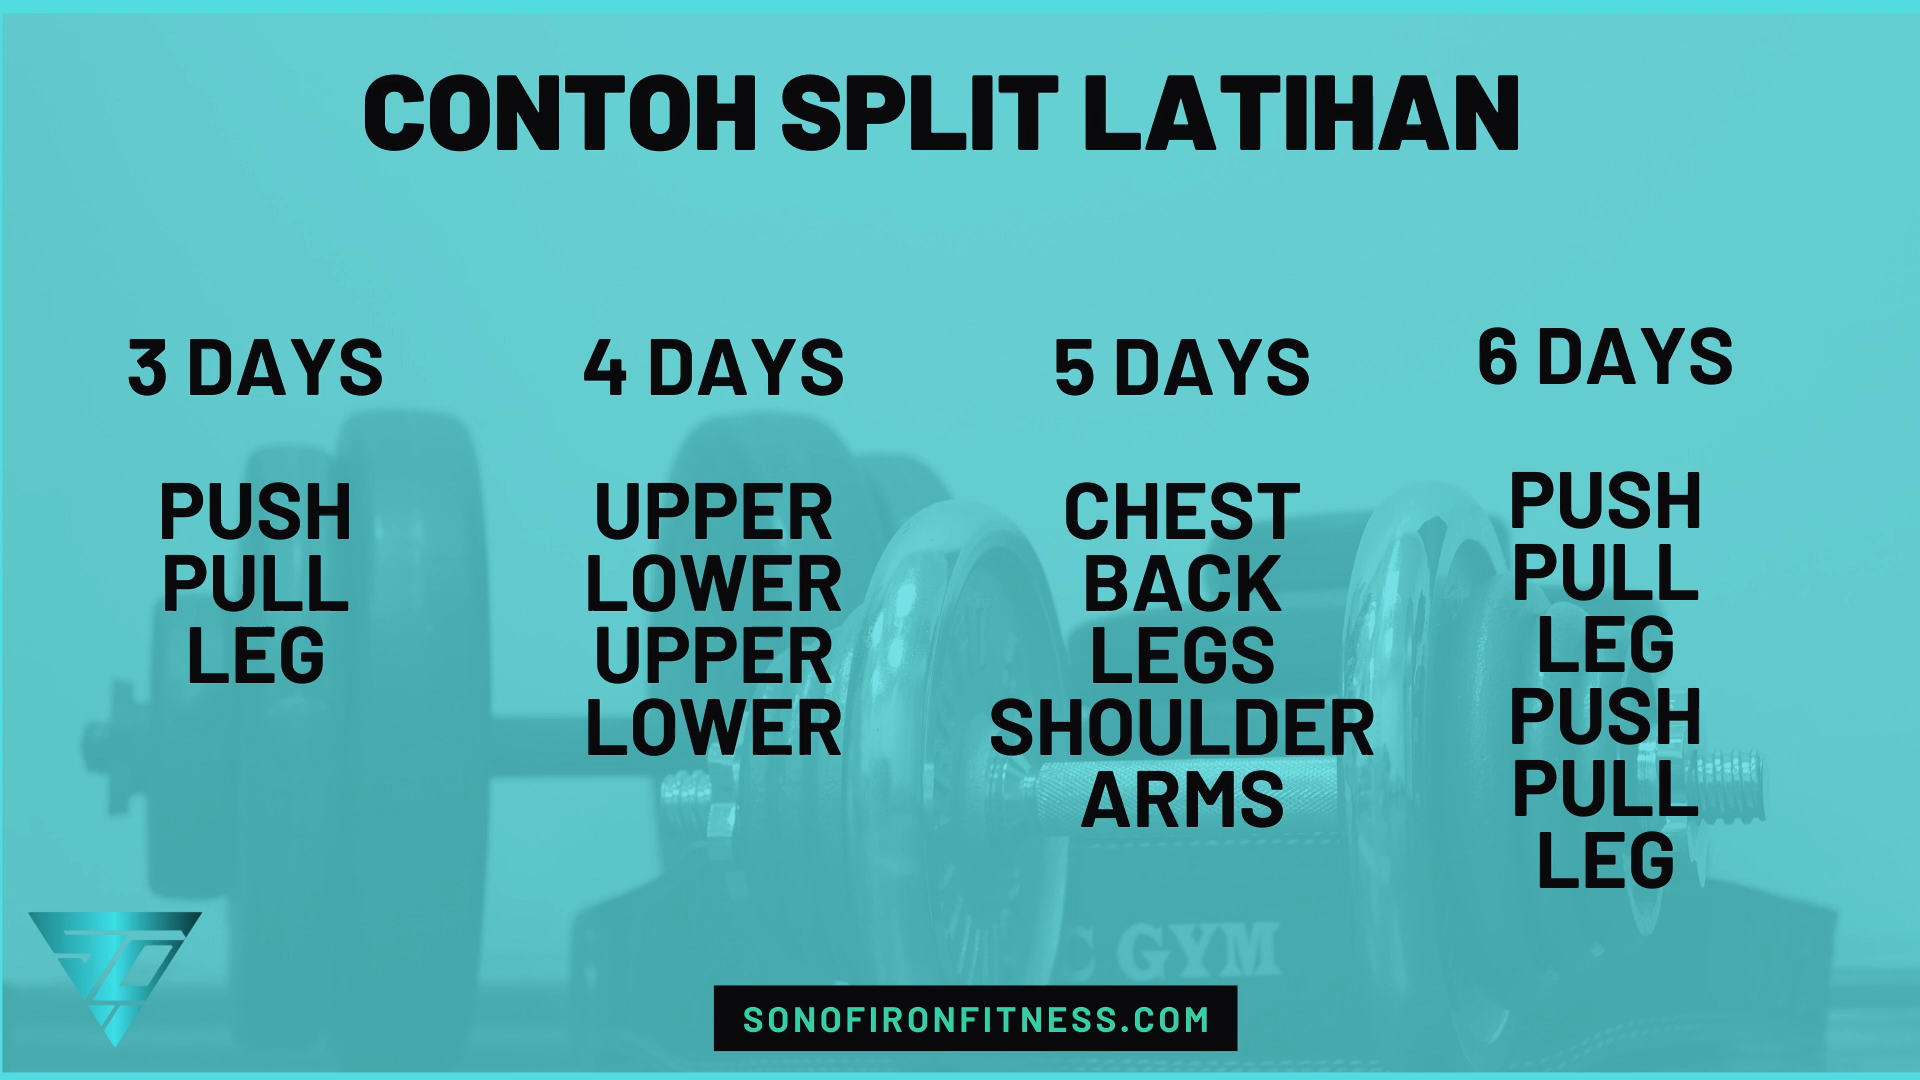 CONTOH SPLIT LATIHAN
3 DAYS
PUSH
PULL
LEG
4 DAYS
UPPER
LOWER
UPPER
LOWER
5 DAYS
CHEST
BACK
LEGS
SHOULDER
ARMS
6 DAYS
PUSH
PULL
LEG
PUSH
PULL
LEG
C GYM
SONOFIRONFITNESS.COM